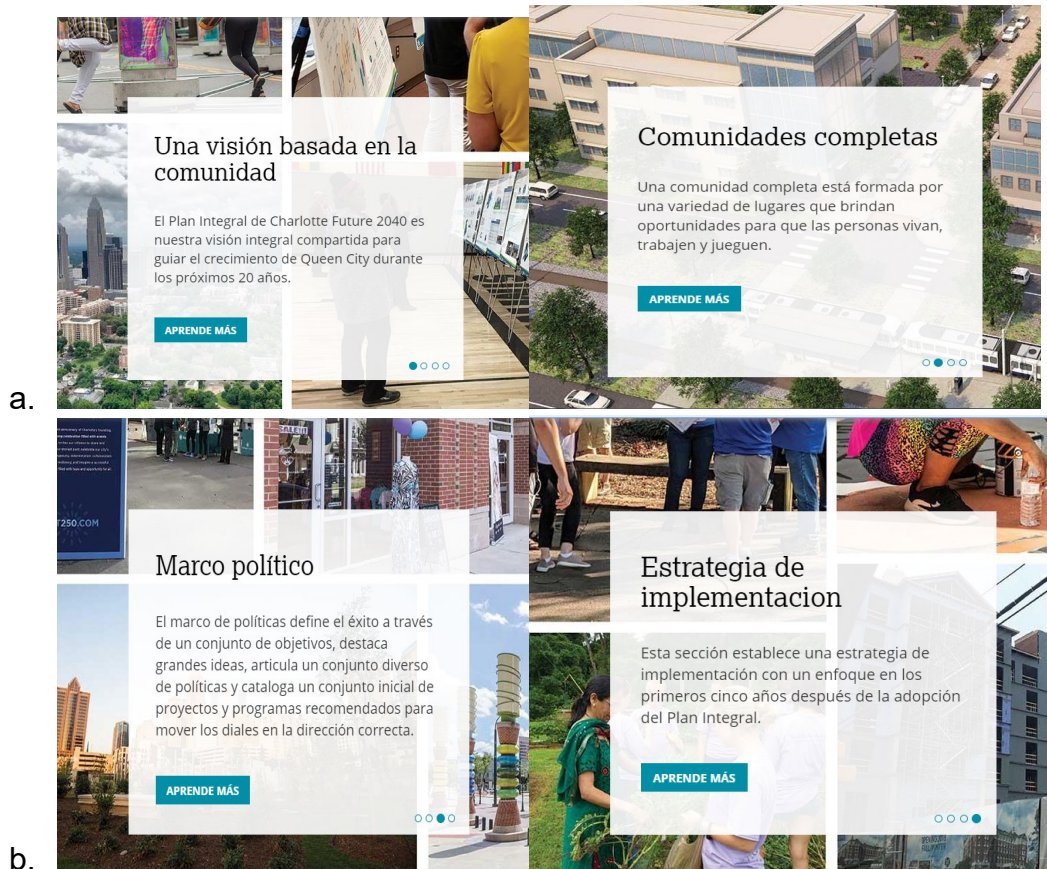 Una visión basada en la
comunidad
El Plan Integral de Charlotte Future 2040 es
nuestra visión integral compartida para
guiar el crecimiento de Queen City durante
los próximos 20 años.
APRENDE MÁS
Comunidades completas
Una comunidad completa está formada por
una variedad de lugares que brindan
oportunidades para que las personas vivan,
trabajen y jueguen.
APRENDE MÁS
a.
SALE!!!
T250.COM
Marco político
El marco de políticas define el éxito a través
de un conjunto de objetivos, destaca
grandes ideas, articula un conjunto diverso
de políticas y cataloga un conjunto inicial de
proyectos y programas recomendados para
mover los diales en la dirección correcta.
APRENDE MÁS
Estrategia de
implementacion
Esta sección establece una estrategia de
implementación con un enfoque en los
primeros cinco años después de la adopción
del Plan Integral.
APRENDE MÁS
b.